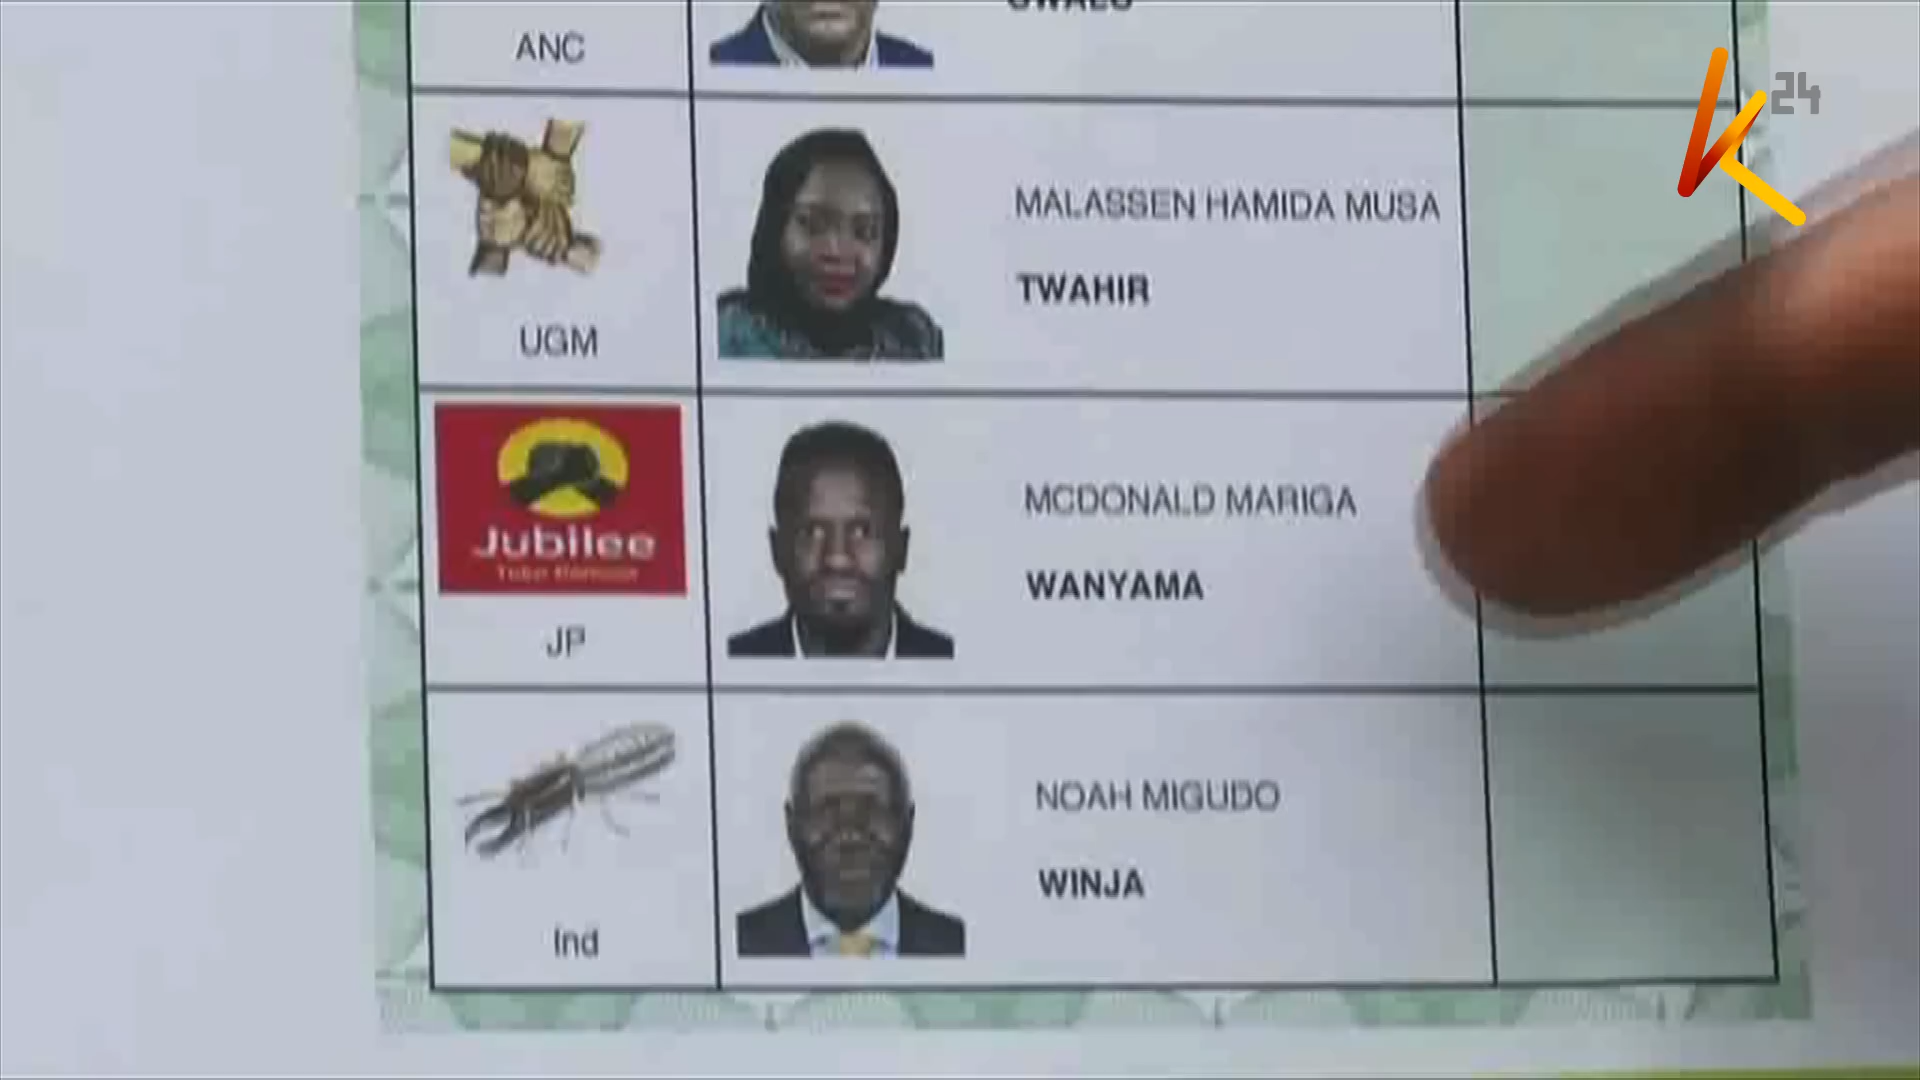 ANC
24
MALASSEN HAMIDA MUSA
TWAHIR
UGM
Jubilee
MCDONALD MARIGA
WANYAMA
JP
NOAH MIGUDO
WINJA
Ind